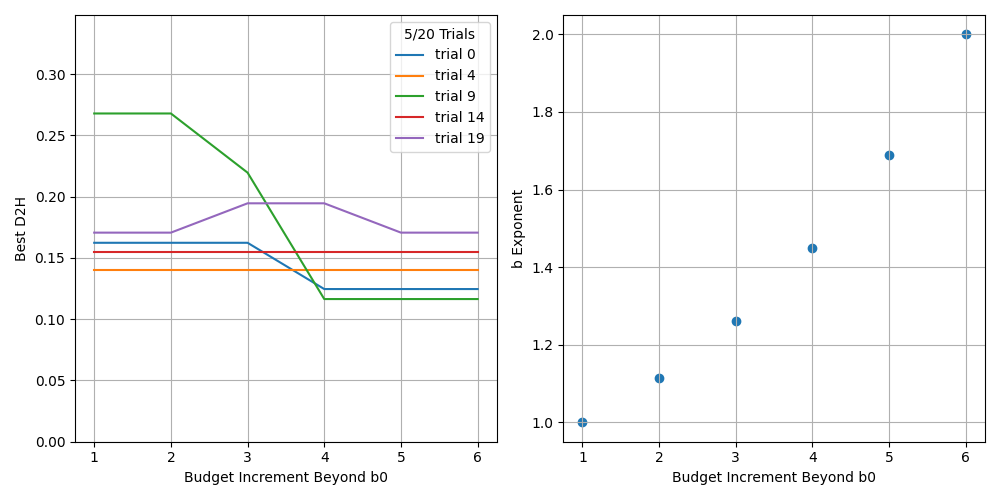 5/20 Trials
trial 0
trial 4
trial 9
trial 14
trial 19
Best D2H
0.30
0.25
0.20
0.15
0.10
0.05
0.00
1 2 3 4 5 6
Budget Increment Beyond b0
b Exponent
2.0
1.8
1.6
1.4
1.2
1.0
1 2 3 4 5 6
Budget Increment Beyond b0